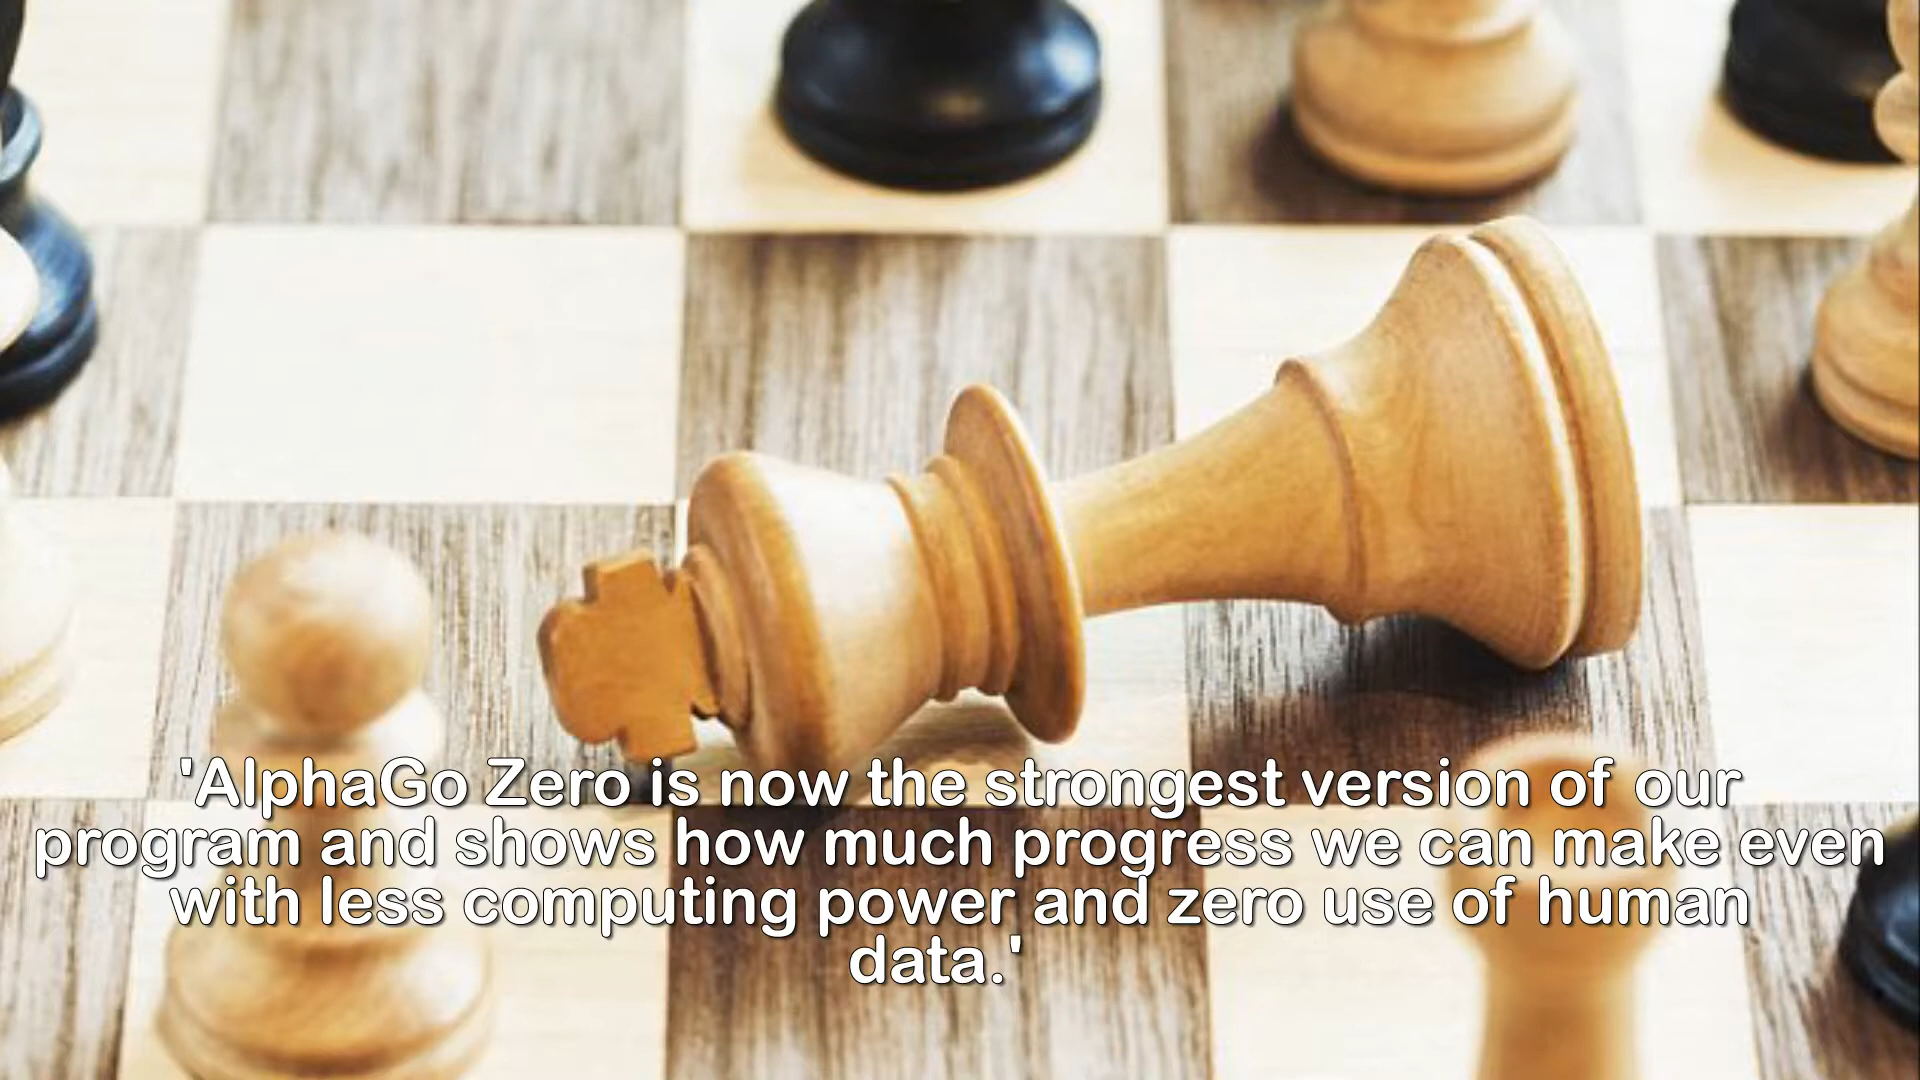 'AlphaGo Zero is now the strongest version of our
program and shows how much progress we can make even
with less computing power and zero use of human
data.'